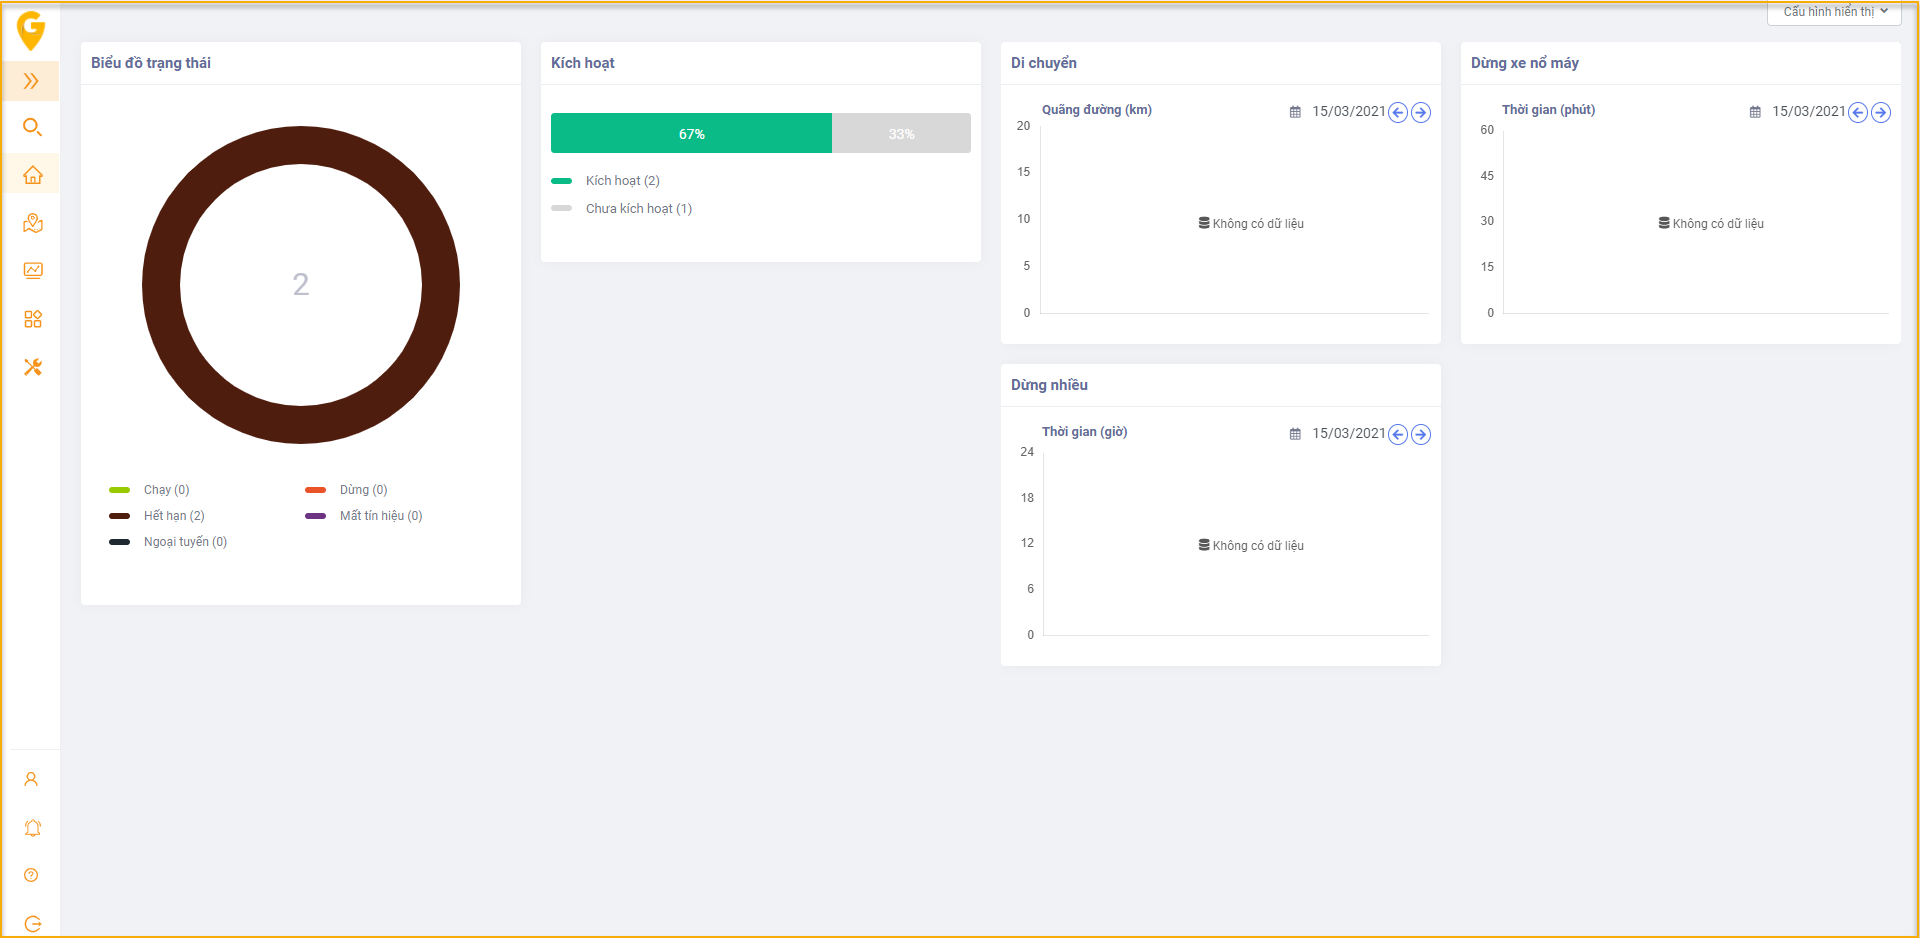 Cấu hình hiển thị
Biểu đồ trạng thái
2
Chạy (0)
Dừng (0)
Hết hạn (2)
Mất tín hiệu (0)
Ngoại tuyến (0)
Kích hoạt
67%
33%
Kích hoạt (2)
Chưa kích hoạt (1)
Di chuyển
Quãng đường (km)
15/03/2021
20
15
10
5
0
Không có dữ liệu
Dừng xe nổ máy
Thời gian (phút)
15/03/2021
60
45
30
15
0
Không có dữ liệu
Dừng nhiều
Thời gian (giờ)
15/03/2021
24
18
12
6
0
Không có dữ liệu